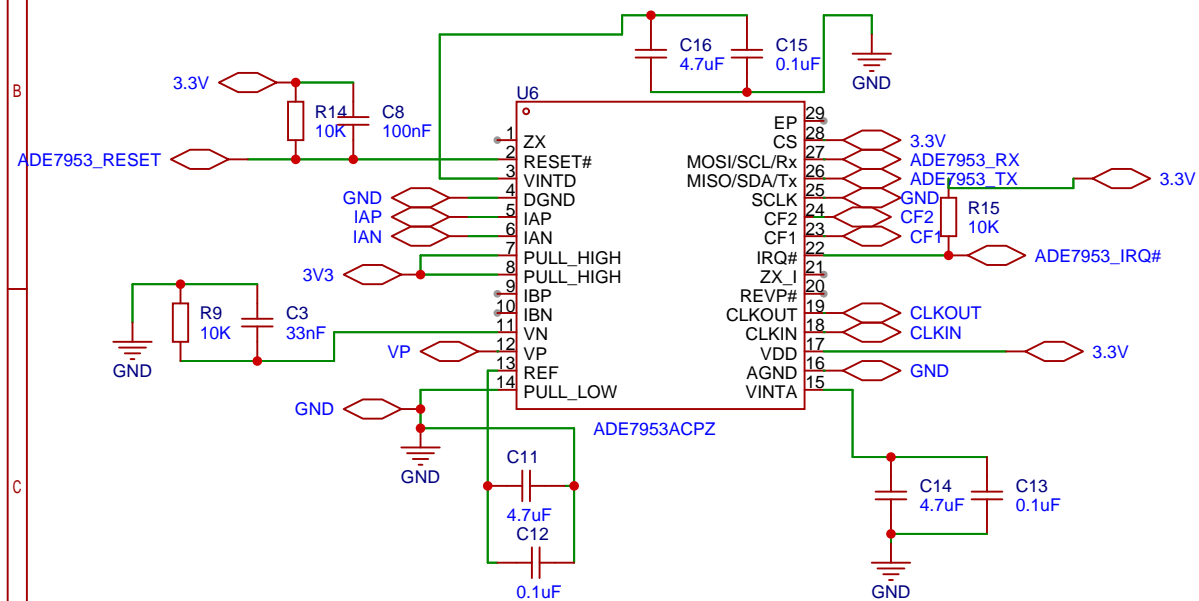 B
C
3.3V
R14
10K
C8
100nF
ADE7953_RESET
GND
IAP
IAN
3V3
R9
10K
C3
33nF
GND
VP
GND
GND
C11
4.7uF
C12
0.1uF
C16
4.7uF
C15
0.1uF
GND
U6
1 ZX
2 RESET#
3 VINTD
4 DGND
5 IAP
6 IAN
7 PULL_HIGH
8 PULL_HIGH
9 IBP
10 IBN
11 VN
12 VP
13 REF
14 PULL_LOW
EP 29
CS 28
MOSI/SCL/Rx 27
MISO/SDA/Tx 26
SCLK 25
CF2 24
CF1 23
IRQ# 22
ZX_I 21
REVP# 20
CLKOUT 19
CLKIN 18
VDD 17
AGND 16
VINTA 15
ADE7953ACPZ
3.3V
ADE7953_RX
ADE7953_TX
GND
CF2
CF1
3.3V
R15
10K
ADE7953_IRQ#
CLKOUT
CLKIN
3.3V
GND
C14
4.7uF
C13
0.1uF
GND